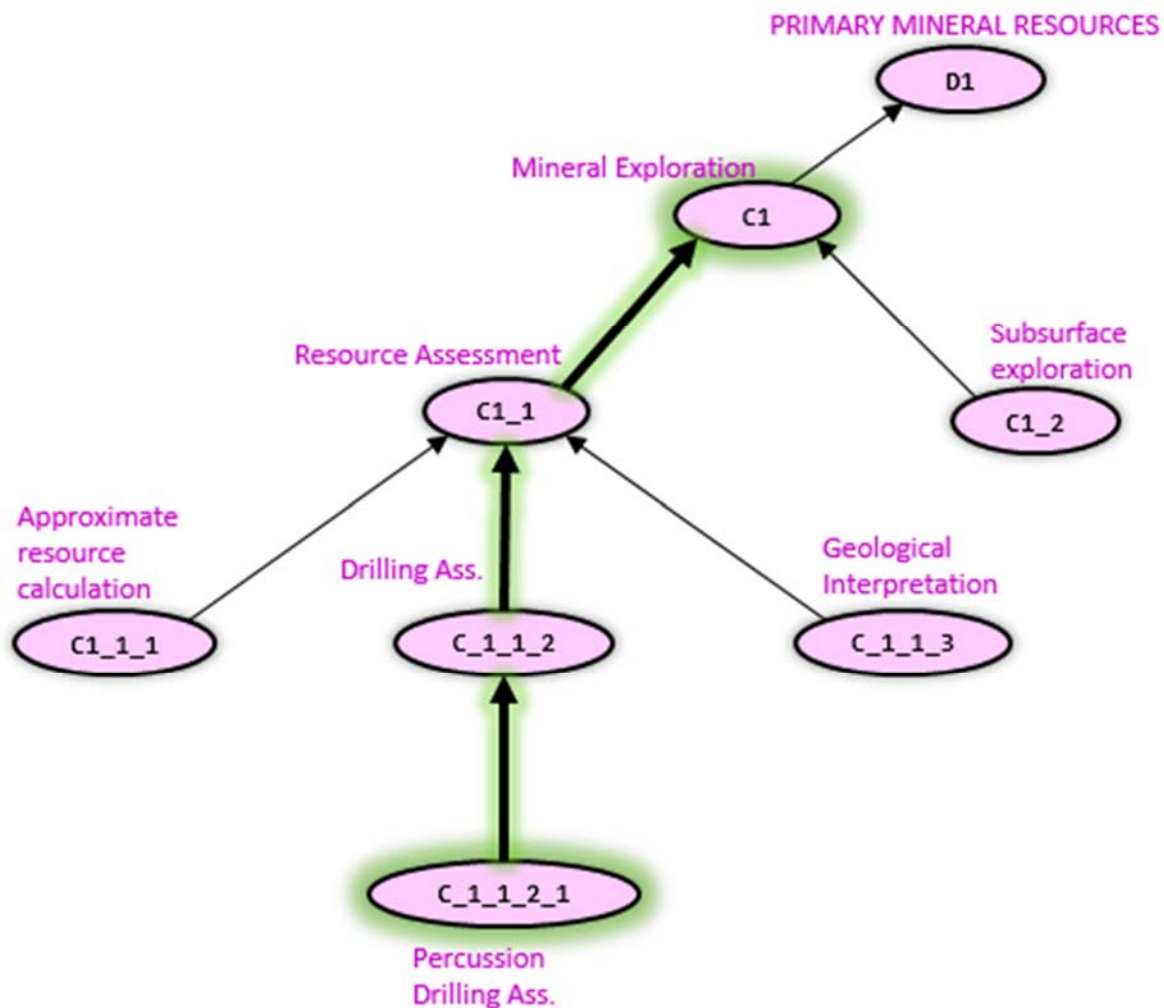 PRIMARY MINERAL RESOURCES
D1
Mineral Exploration
C1
Resource Assessment
C1_1
Subsurface
exploration
C1_2
Approximate
resource
calculation
C1_1_1
Drilling Ass.
C_1_1_2
Geological
Interpretation
C_1_1_3
C_1_1_2_1
Percussion
Drilling Ass.